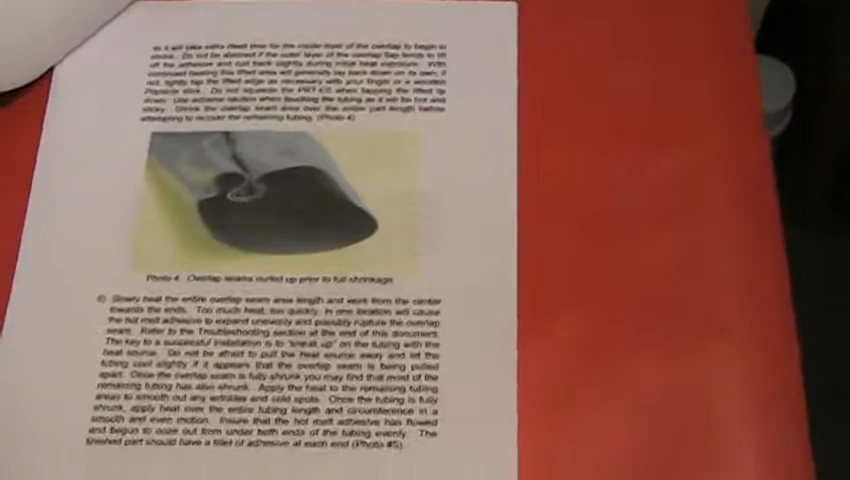 as it will take extra dwell time for the inside layer of the overlap to begin to
shrink. Do not be alarmed if the outer layer of the overlap flap tends to lift
off the adhesive and curl back slightly during initial heat exposure. With
continued heating this lifted area will generally lay back down on its own, if
not, lightly tap the lifted edge as necessary with your finger or a wooden
Popsicle stick. Do not squeeze the PRT-KS when tapping the lifted tip
down. Use extreme caution when touching the tubing as it will be hot and
sticky. Shrink the overlap seam area over the entire part length before
attempting to recover the remaining tubing. (Photo 4)
Photo 4. Overlap seams curled up prior to full shrinkage
6) Slowly heat the entire overlap seam area length and work from the center
towards the ends. Too much heat, too quickly, in one location will cause
the hot melt adhesive to expand unevenly and possibly rupture the overlap
seam. Refer to the Troubleshooting section at the end of this document.
The key to a successful installation is to "sneak up" on the tubing with the
heat source. Do not be afraid to pull the heat source away and let the
tubing cool slightly if it appears that the overlap seam is being pulled
apart. Once the overlap seam is fully shrunk you may find that most of the
remaining tubing has also shrunk. Apply the heat to the remaining tubing
areas to smooth out any wrinkles and cold spots. Once the tubing is fully
shrunk, apply heat over the entire tubing length and circumference in a
smooth and even motion. Insure that the hot melt adhesive has flowed
and begun to ooze out from under both ends of the tubing evenly. The
finished part should have a fillet of adhesive at each end (Photo #5).